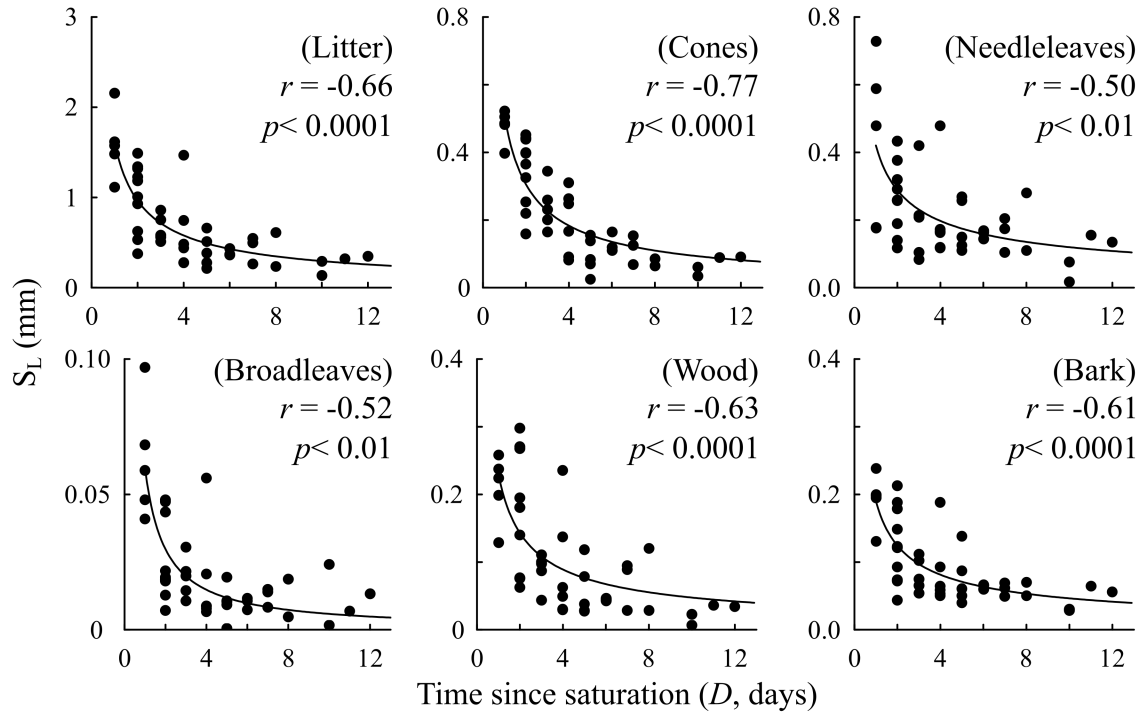 3
2
1
0
0
4
8
12
(Litter)
r = -0.66
p< 0.0001
0.8
0.4
0.0
0
4
8
12
(Cones)
r = -0.77
p< 0.0001
0.8
0.4
0.0
0
4
8
12
(Needleleaves)
r = -0.50
p< 0.01
S_L (mm)
0.10
0.05
0
0
4
8
12
(Broadleaves)
r = -0.52
p< 0.01
0.4
0.2
0
0
4
8
12
(Wood)
r = -0.63
p< 0.0001
0.4
0.2
0.0
0
4
8
12
(Bark)
r = -0.61
p< 0.0001
Time since saturation (D, days)